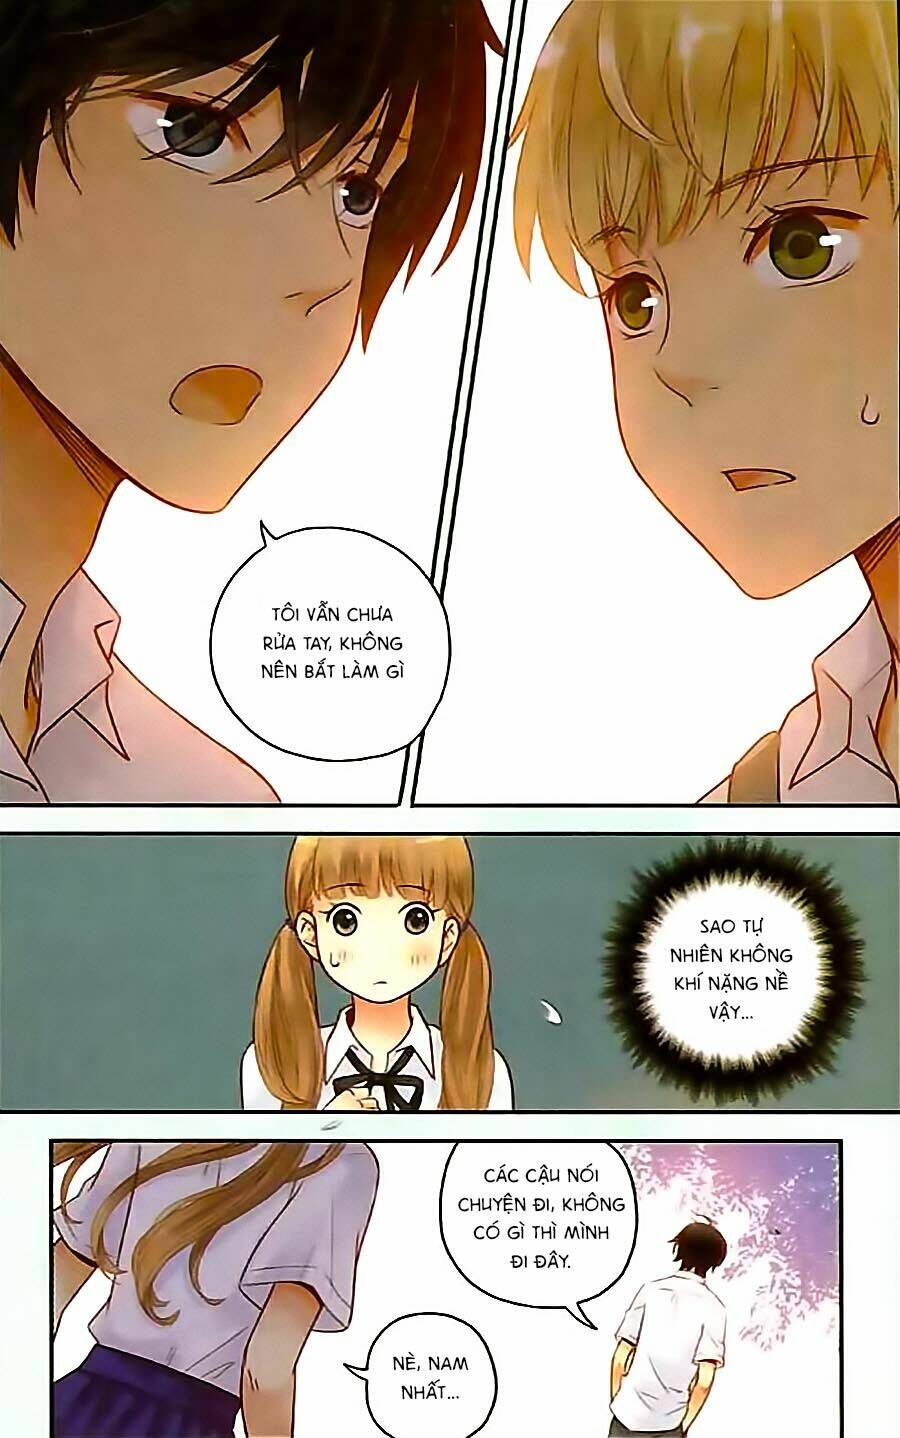 TÔI VẪN CHƯA
RỬA TAY, KHÔNG
NÊN BẮT LÀM GÌ
SAO TỰ
NHIÊN KHÔNG
KHÍ NẶNG NỀ
VẬY...
CÁC CẬU NÓI
CHUYỆN ĐI, KHÔNG
CÓ GÌ THÌ MÌNH
ĐI ĐÂY.
NÈ, NAM
NHẤT...